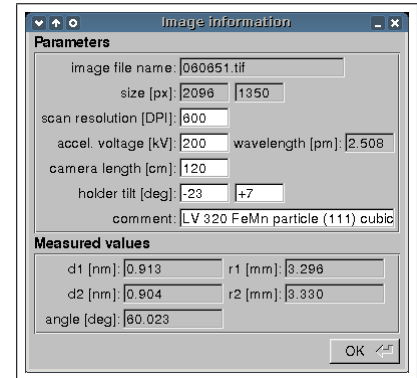 Image information
Parameters
image file name: 060651.tif
size [px]: 2096 1350
scan resolution [DPI]: 600
accel. voltage [kV]: 200 wavelength [pm]: 2.508
camera length [cm]: 120
holder tilt [deg]: -23 +7
comment: LV 320 FeMn particle (111) cubic
Measured values
d1 [nm]: 0.913 r1 [mm]: 3.296
d2 [nm]: 0.904 r2 [mm]: 3.330
angle [deg]: 60.023
OK